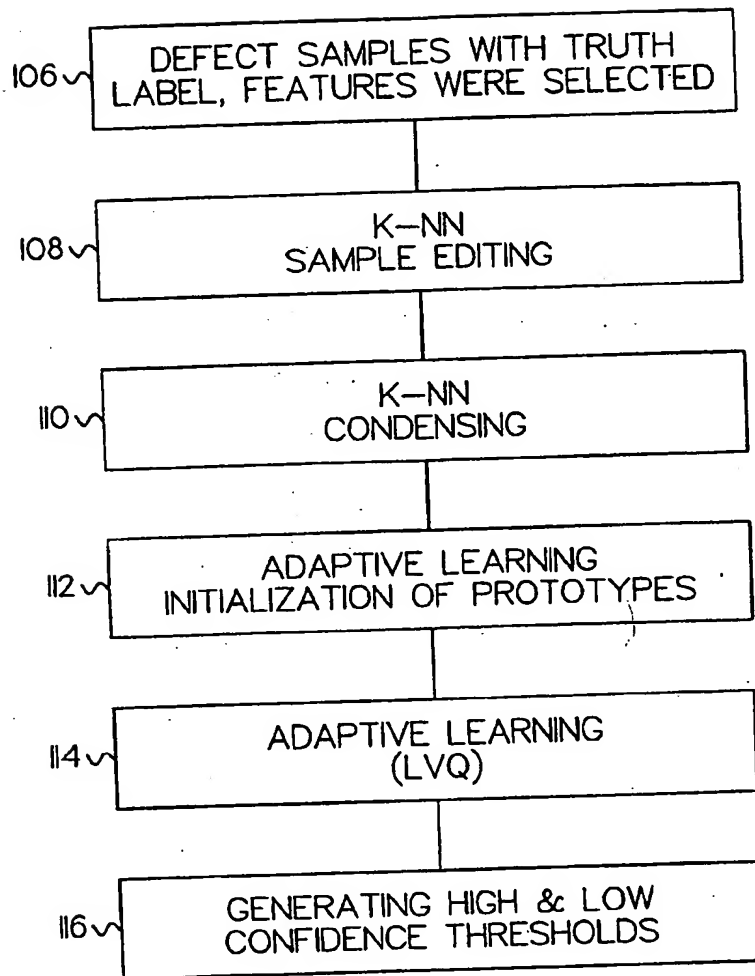 106 DEFECT SAMPLES WITH TRUTH
LABEL, FEATURES WERE SELECTED
108 K-NN
SAMPLE EDITING
110 K-NN
CONDENSING
112 ADAPTIVE LEARNING
INITIALIZATION OF PROTOTYPES
114 ADAPTIVE LEARNING
(LVQ)
116 GENERATING HIGH & LOW
CONFIDENCE THRESHOLDS